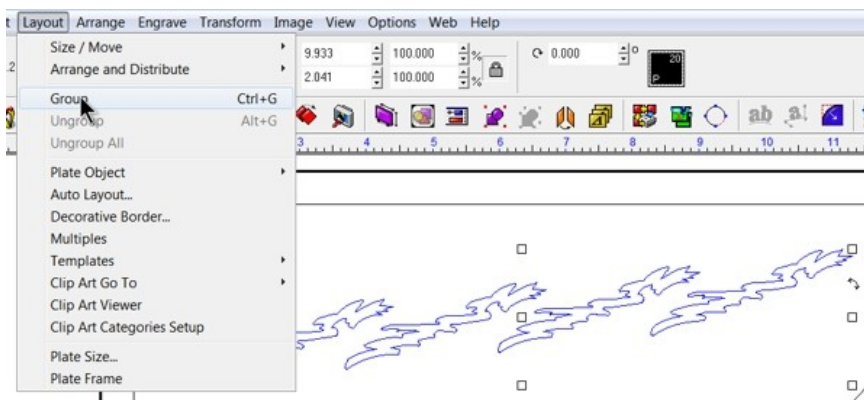 t Layout Arrange Engrave Transform Image View Options Web Help
Size / Move
Arrange and Distribute
Group Ctrl+G
Ungroup Alt+G
Ungroup All
Plate Object
Auto Layout...
Decorative Border...
Multiples
Templates
Clip Art Go To
Clip Art Viewer
Clip Art Categories Setup
Plate Size...
Plate Frame
.2
9.933 100.000 % 0.000
2.041 100.000 %
20
P
ab a
3 4 5 6 7 8 9 10 11